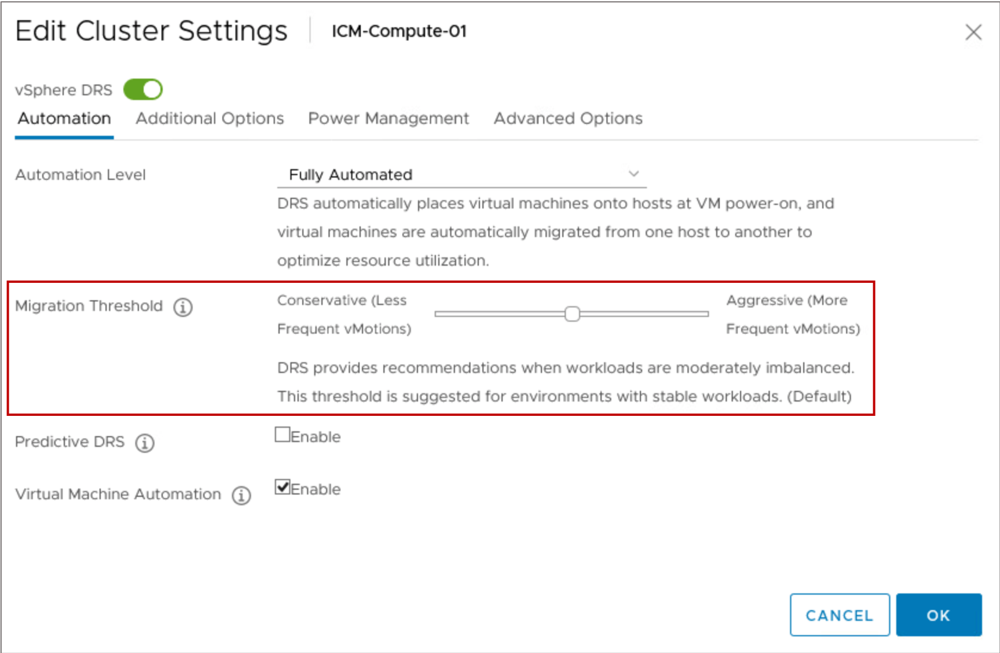 Edit Cluster Settings ICM-Compute-01
vSphere DRS
Automation Additional Options Power Management Advanced Options
Automation Level Fully Automated
DRS automatically places virtual machines onto hosts at VM power-on, and
virtual machines are automatically migrated from one host to another to
optimize resource utilization.
Migration Threshold
Conservative (Less
Frequent vMotions)
Aggressive (More
Frequent vMotions)
DRS provides recommendations when workloads are moderately imbalanced.
This threshold is suggested for environments with stable workloads. (Default)
Predictive DRS Enable
Virtual Machine Automation Enable
CANCEL OK